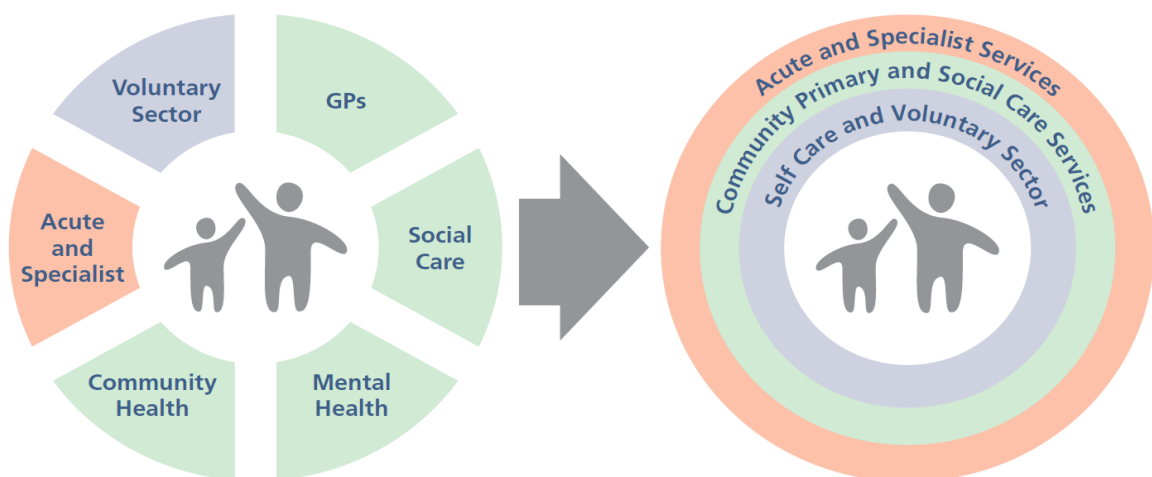 Voluntary
Sector
GPs
Acute
and
Specialist
Social
Care
Community
Health
Mental
Health
Acute and Specialist Services
Community Primary and Social Care Services
Self Care and Voluntary Sector